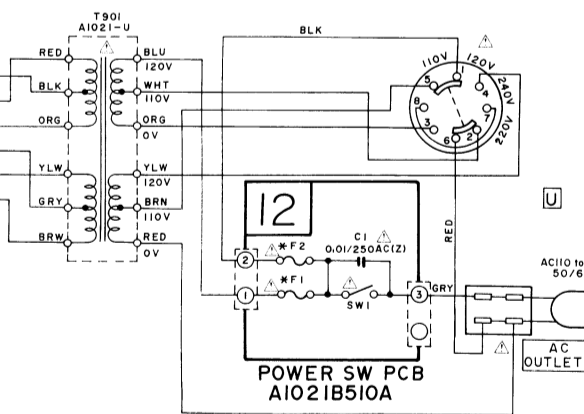 T901
A1021-U
RED
BLK
ORG
YLW
GRY
BRW
BLU
120V
WHT
110V
ORG
0V
YLW
120V
BRN
110V
RED
0V
BLK
110V
120V
240V
220V
1
5
4
8
7
3
6
2
RED
12
2
1
3
*F2
*F1
C1
0.01/250AC(Z)
SW1
GRY
U
AC110 to
50/6
AC
OUTLET
POWER SW PCB
A1021B510A